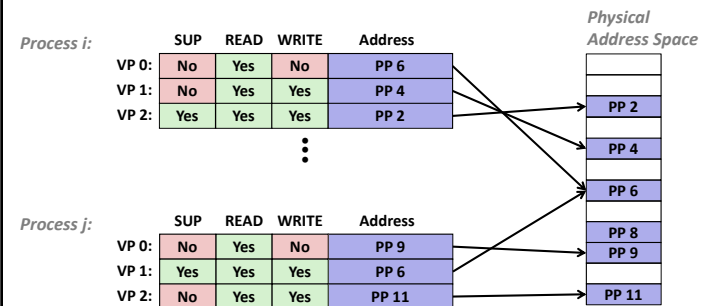 Physical
Address Space
Process i:
SUP READ WRITE Address
VP 0: No Yes No PP 6
VP 1: No Yes Yes PP 4
VP 2: Yes Yes Yes PP 2
PP 2
PP 4
PP 6
Process j:
SUP READ WRITE Address
VP 0: No Yes No PP 9
VP 1: Yes Yes Yes PP 6
VP 2: No Yes Yes PP 11
PP 8
PP 9
PP 11